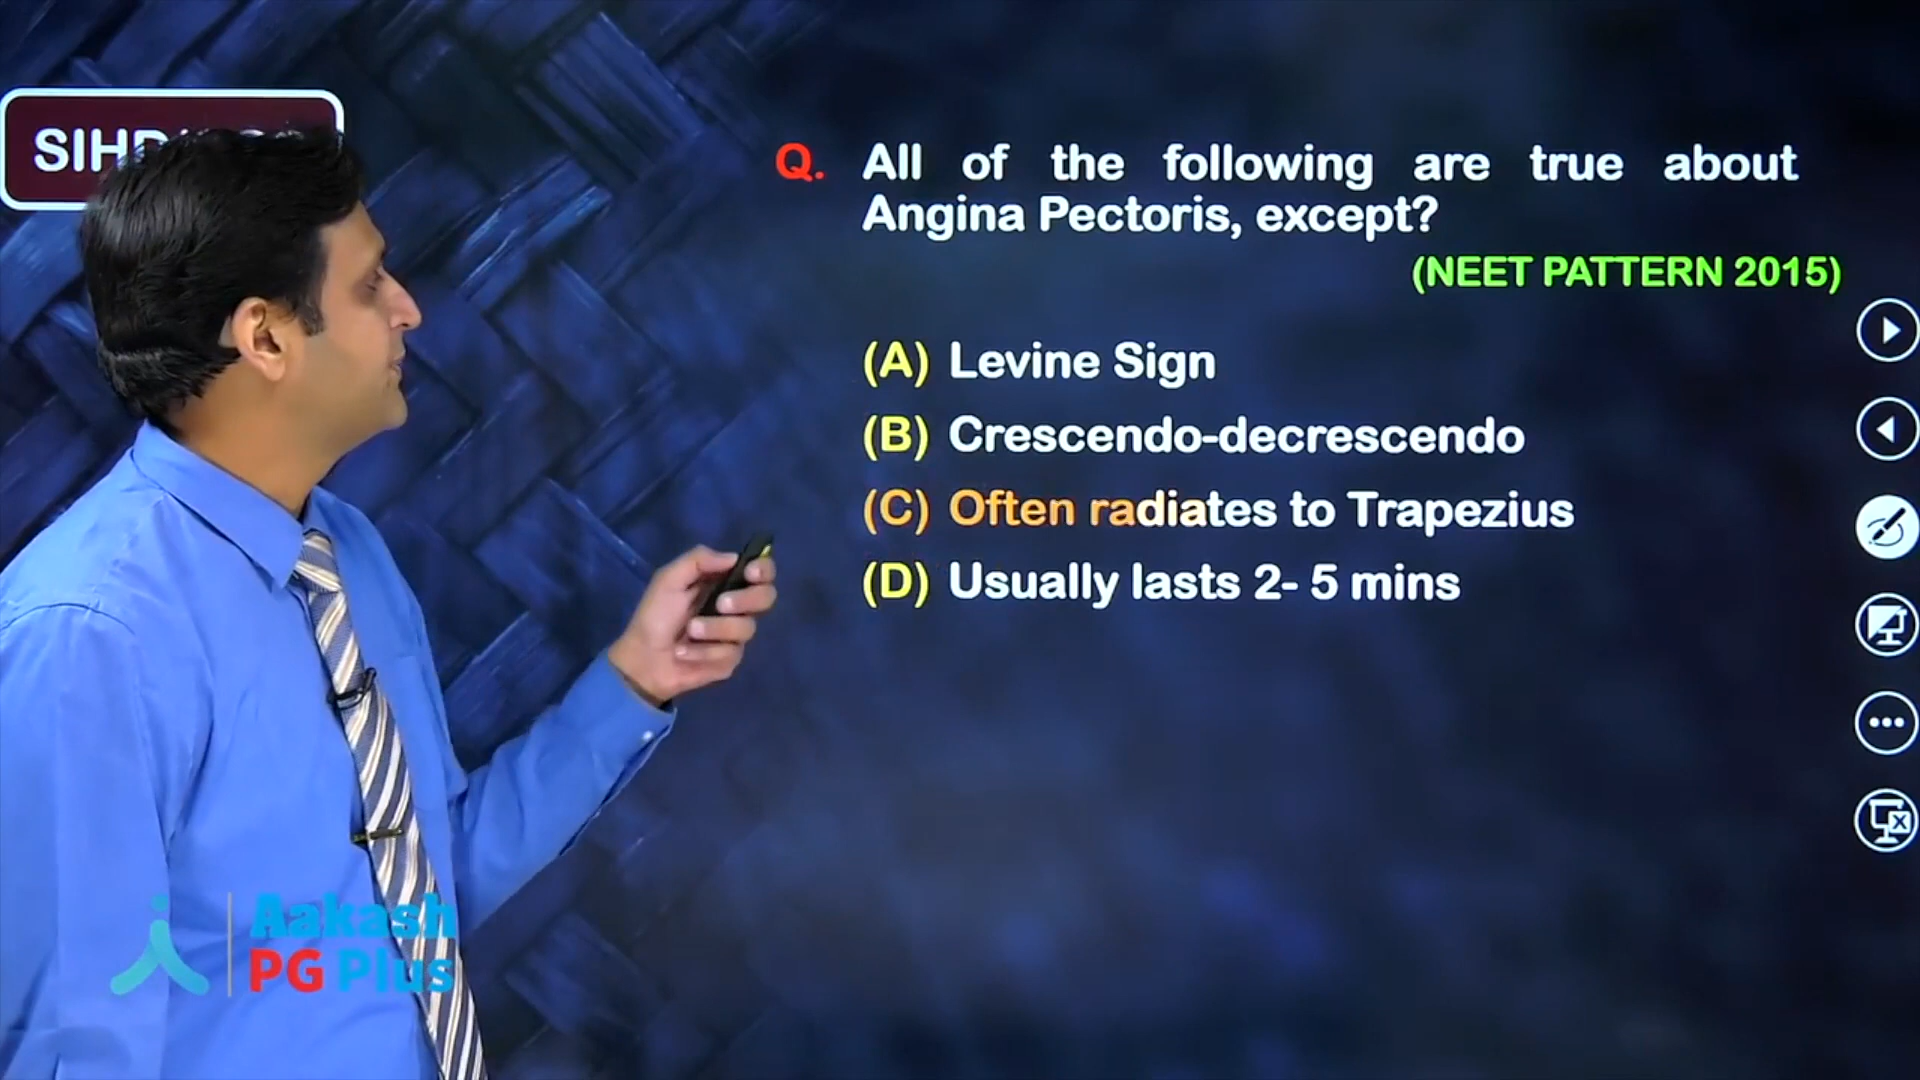 Q. All of the following are true about
Angina Pectoris, except?
(NEET PATTERN 2015)
(A) Levine Sign
(B) Crescendo-decrescendo
(C) Often radiates to Trapezius
(D) Usually lasts 2- 5 mins
Aakash
PG Plus